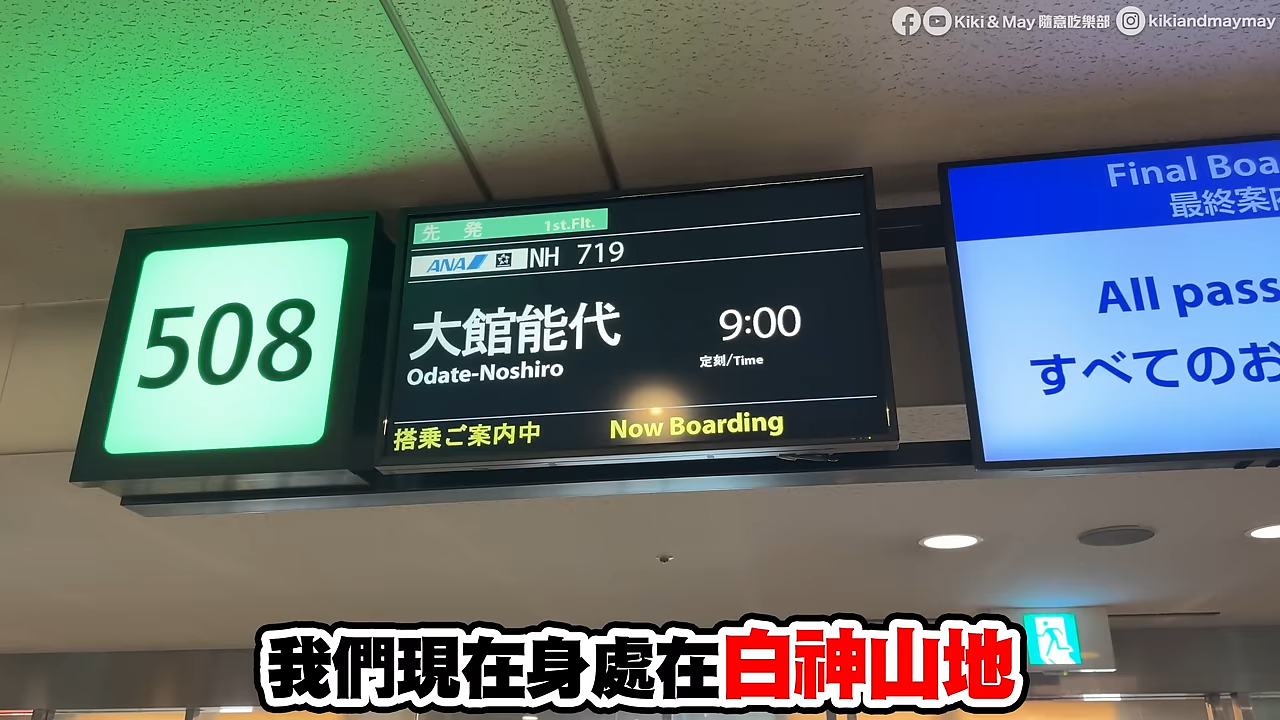 Kiki & May 隨意吃樂部 kikiandmaymay
508
先 発 1st.Flt.
ANA NH 719
大館能代 9:00
Odate-Noshiro 定刻/Time
搭乗ご案内中 Now Boarding
Final Boa
最終案内
All pass
すべてのお
我們現在身處在白神山地